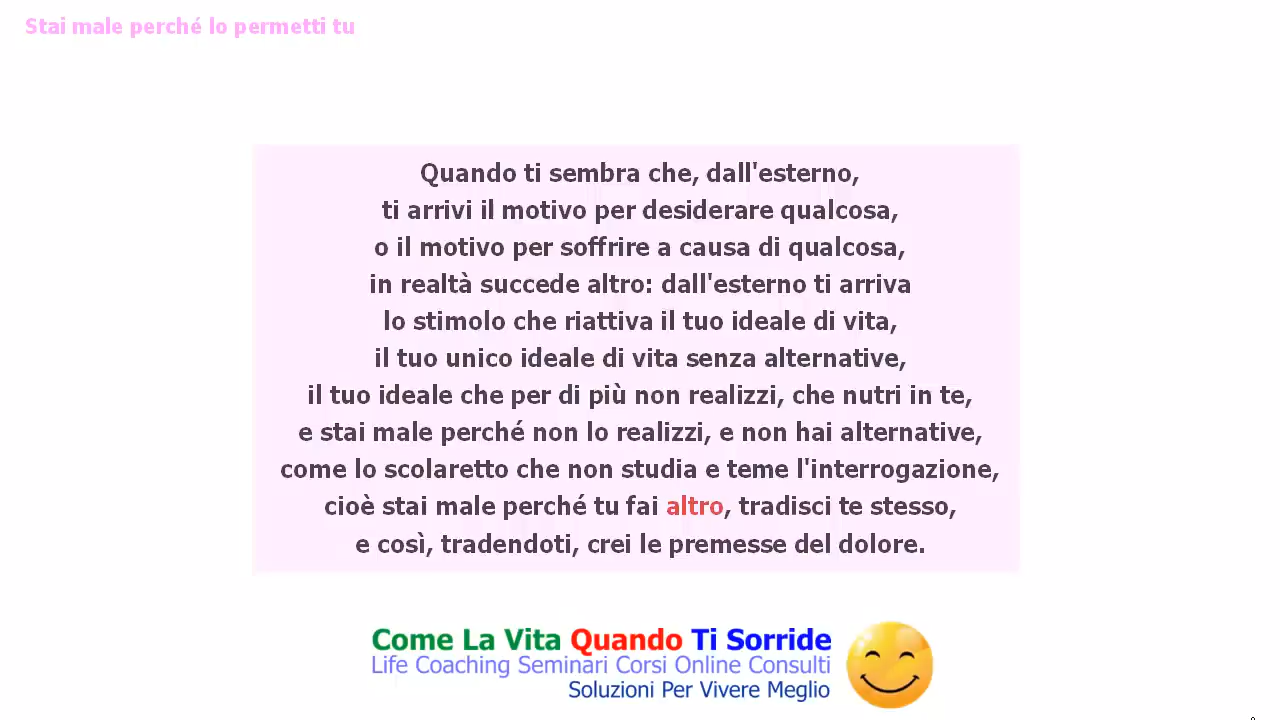 Stai male perché lo permetti tu
Quando ti sembra che, dall'esterno,
ti arrivi il motivo per desiderare qualcosa,
o il motivo per soffrire a causa di qualcosa,
in realtà succede altro: dall'esterno ti arriva
lo stimolo che riattiva il tuo ideale di vita,
il tuo unico ideale di vita senza alternative,
il tuo ideale che per di più non realizzi, che nutri in te,
e stai male perché non lo realizzi, e non hai alternative,
come lo scolaretto che non studia e teme l'interrogazione,
cioè stai male perché tu fai altro, tradisci te stesso,
e così, tradendoti, crei le premesse del dolore.
Come La Vita Quando Ti Sorride
Life Coaching Seminari Corsi Online Consulti
Soluzioni Per Vivere Meglio